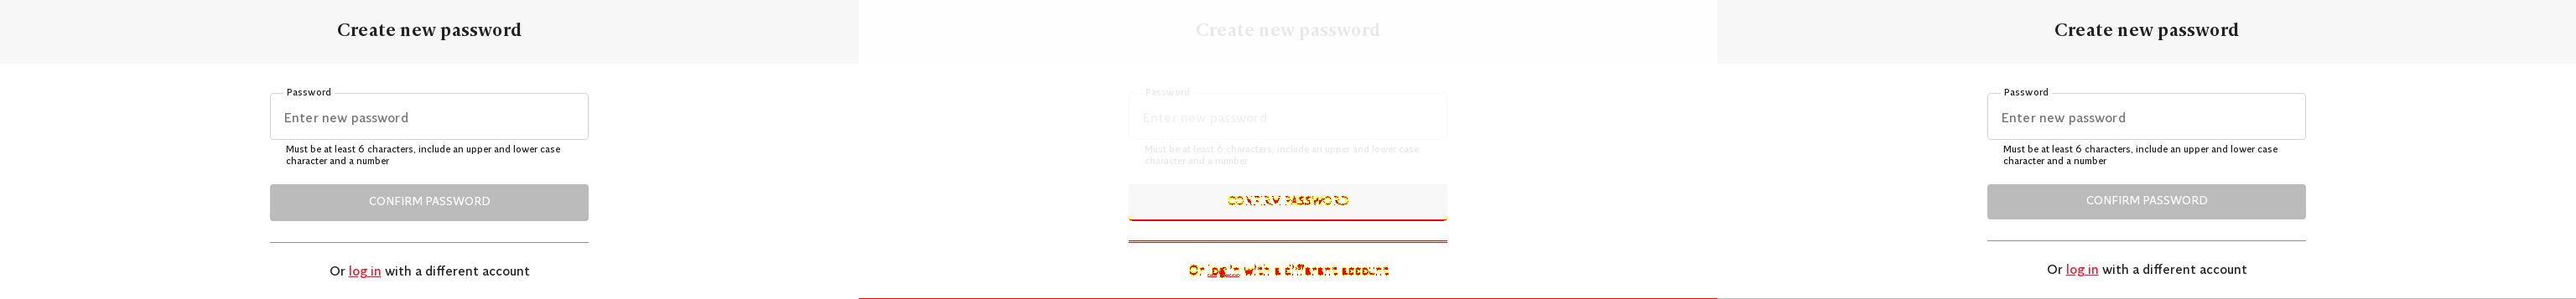 Create new password
Password
Enter new password
Must be at least 6 characters, include an upper and lower case
character and a number
CONFIRM PASSWORD
Or log in with a different account
Create new password
Password
Enter new password
Must be at least 6 characters, include an upper and lower case
character and a number
CONFIRM PASSWORD
Or log in with a different account
Create new password
Password
Enter new password
Must be at least 6 characters, include an upper and lower case
character and a number
CONFIRM PASSWORD
Or log in with a different account